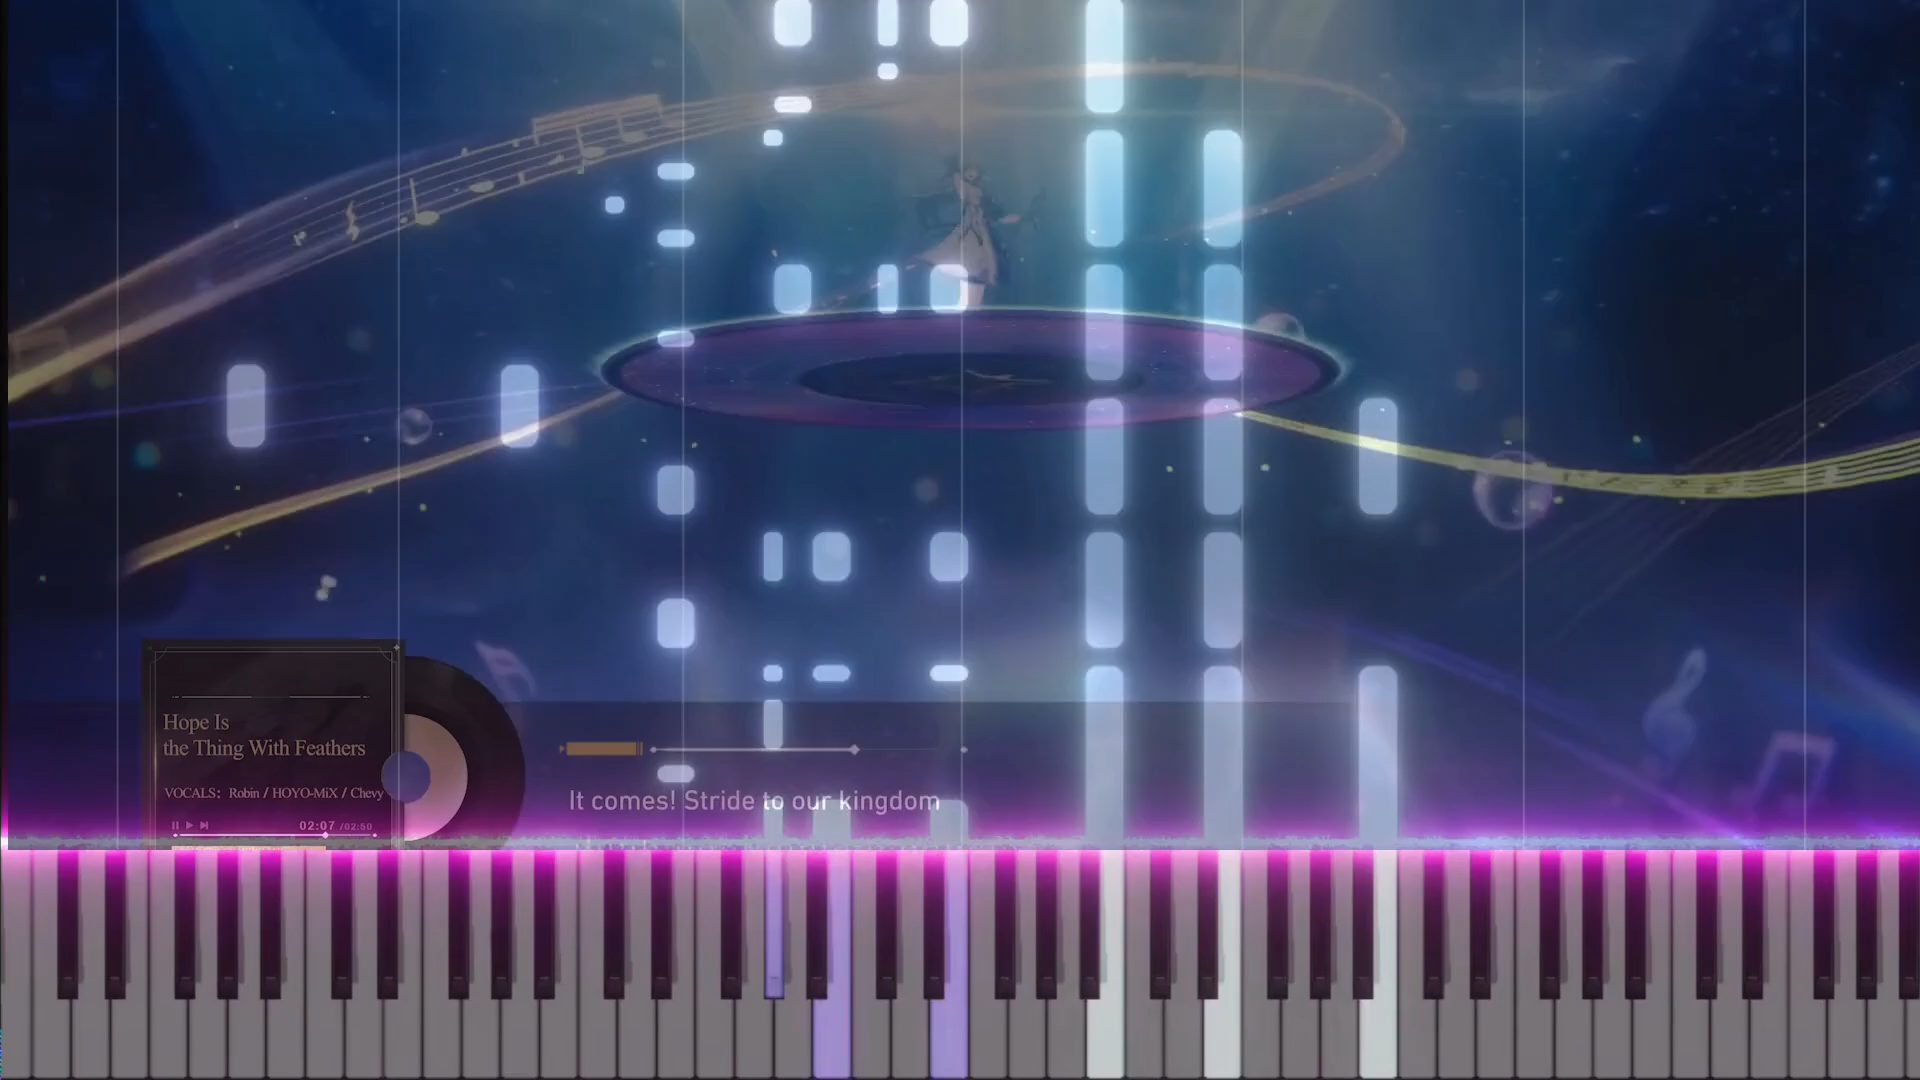 Hope Is
the Thing With Feathers
VOCALS: Robin / HOYO-MiX / Chevy
02:07 /02:50
It comes! Stride to our kingdom